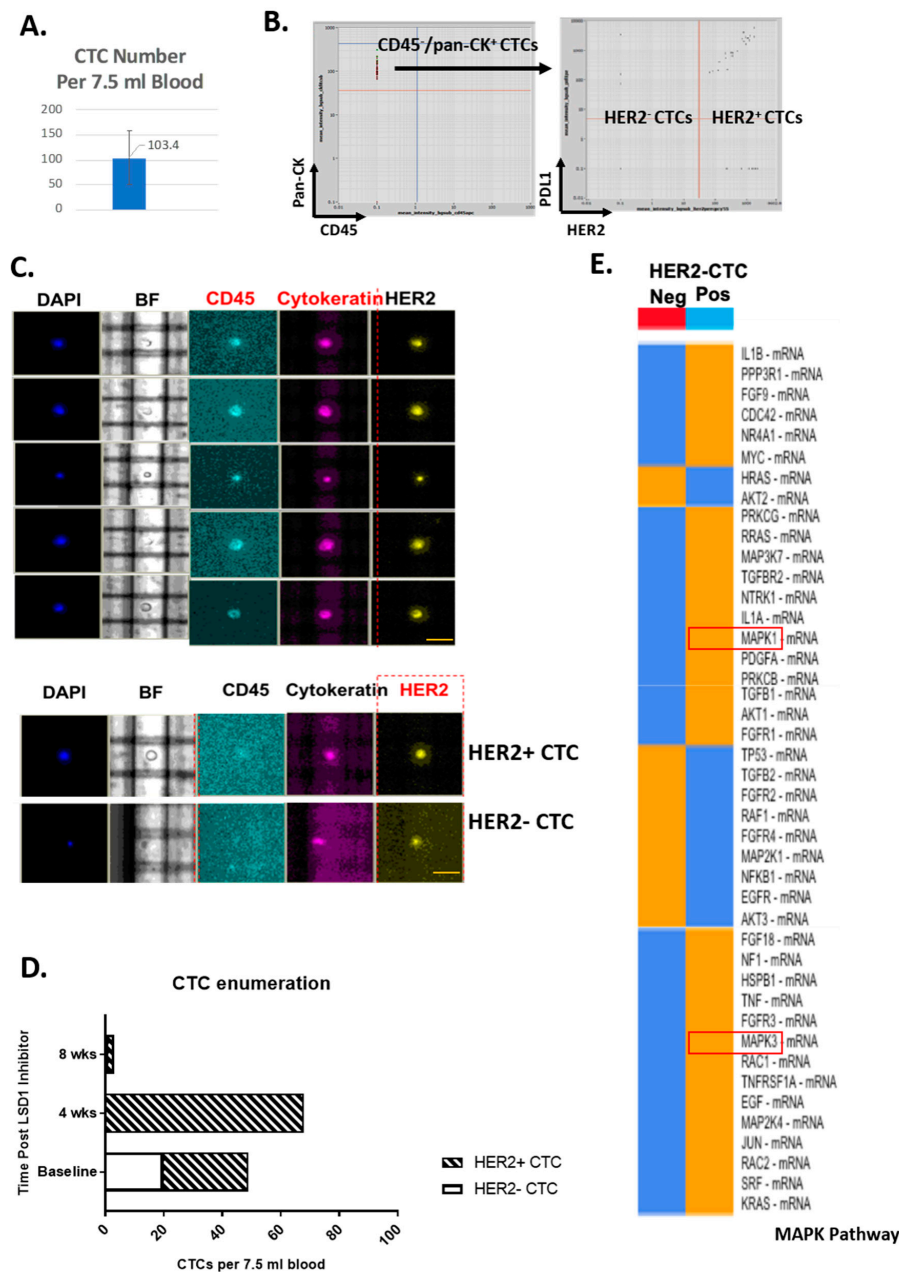 A.
CTC Number
Per 7.5 ml Blood
200
150
100
50
0
103.4
B.
CD45-/pan-CK+ CTCs
Pan-CK
CD45
HER2- CTCs
HER2+ CTCs
PDL1
HER2
C.
DAPI BF CD45 Cytokeratin HER2
DAPI BF CD45 Cytokeratin HER2
HER2+ CTC
HER2- CTC
D.
CTC enumeration
Time Post LSD1 Inhibitor
8 wks
4 wks
Baseline
0 20 40 60 80 100
CTCs per 7.5 ml blood
HER2+ CTC
HER2- CTC
E.
HER2-CTC
Neg Pos
IL1B - mRNA
PPP3R1 - mRNA
FGF9 - mRNA
CDC42 - mRNA
NR4A1 - mRNA
MYC - mRNA
HRAS - mRNA
AKT2 - mRNA
PRKCG - mRNA
RRAS - mRNA
MAP3K7 - mRNA
TGFBR2 - mRNA
NTRK1 - mRNA
IL1A - mRNA
MAPK1 - mRNA
PDGFA - mRNA
PRKCB - mRNA
TGFB1 - mRNA
AKT1 - mRNA
FGFR1 - mRNA
TP53 - mRNA
TGFB2 - mRNA
FGFR2 - mRNA
RAF1 - mRNA
FGFR4 - mRNA
MAP2K1 - mRNA
NFKB1 - mRNA
EGFR - mRNA
AKT3 - mRNA
FGF18 - mRNA
NF1 - mRNA
HSPB1 - mRNA
TNF - mRNA
FGFR3 - mRNA
MAPK3 - mRNA
RAC1 - mRNA
TNFRSF1A - mRNA
EGF - mRNA
MAP2K4 - mRNA
JUN - mRNA
RAC2 - mRNA
SRF - mRNA
KRAS - mRNA
MAPK Pathway